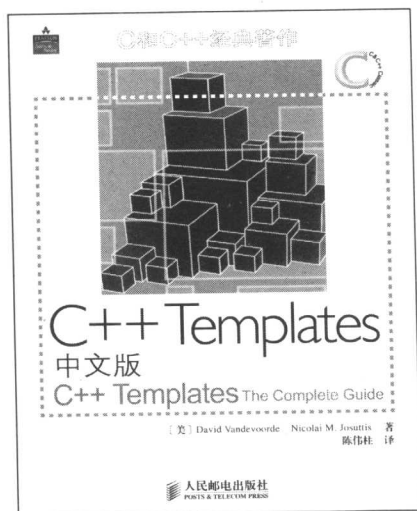 C和C++经典著作
C++ Templates
中文版
C++ Templates The Complete Guide
[美] David Vandevoorde Nicolai M. Josuttis 著
陈伟柱 译
人民邮电出版社
POSTS & TELECOM PRESS